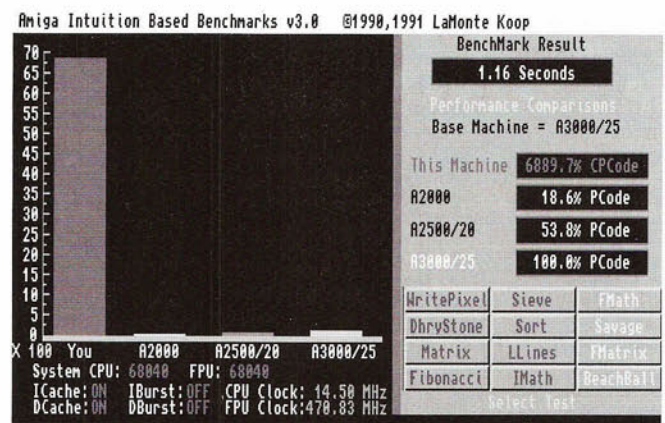 Amiga Intuition Based Benchmarks v3.0 ©1990,1991 LaMonte Koop
70
65
60
55
50
45
40
35
30
25
20
15
10
5
0
X 100 You A2000 A2500/20 A3000/25
System CPU: 68040 FPU: 68040
ICache: ON IBurst: OFF CPU Clock: 14.50 MHz
DCache: ON DBurst: OFF FPU Clock: 470.83 MHz
BenchMark Result
1.16 Seconds
Performance Comparisons
Base Machine = A3000/25
This Machine 6889.7% CPCode
A2000 18.6% PCode
A2500/20 53.8% PCode
A3000/25 100.0% PCode
WritePixel Sieve FMath
DhryStone Sort Savage
Matrix LLines FMatrix
Fibonacci IMath BeachBall
Select Test